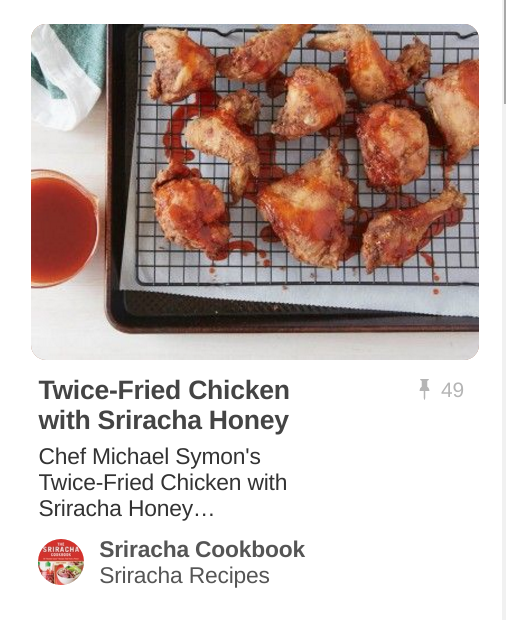 Twice-Fried Chicken
with Sriracha Honey
49
Chef Michael Symon's
Twice-Fried Chicken with
Sriracha Honey…
THE
SRIRACHA
COOKBOOK
Sriracha Cookbook
Sriracha Recipes